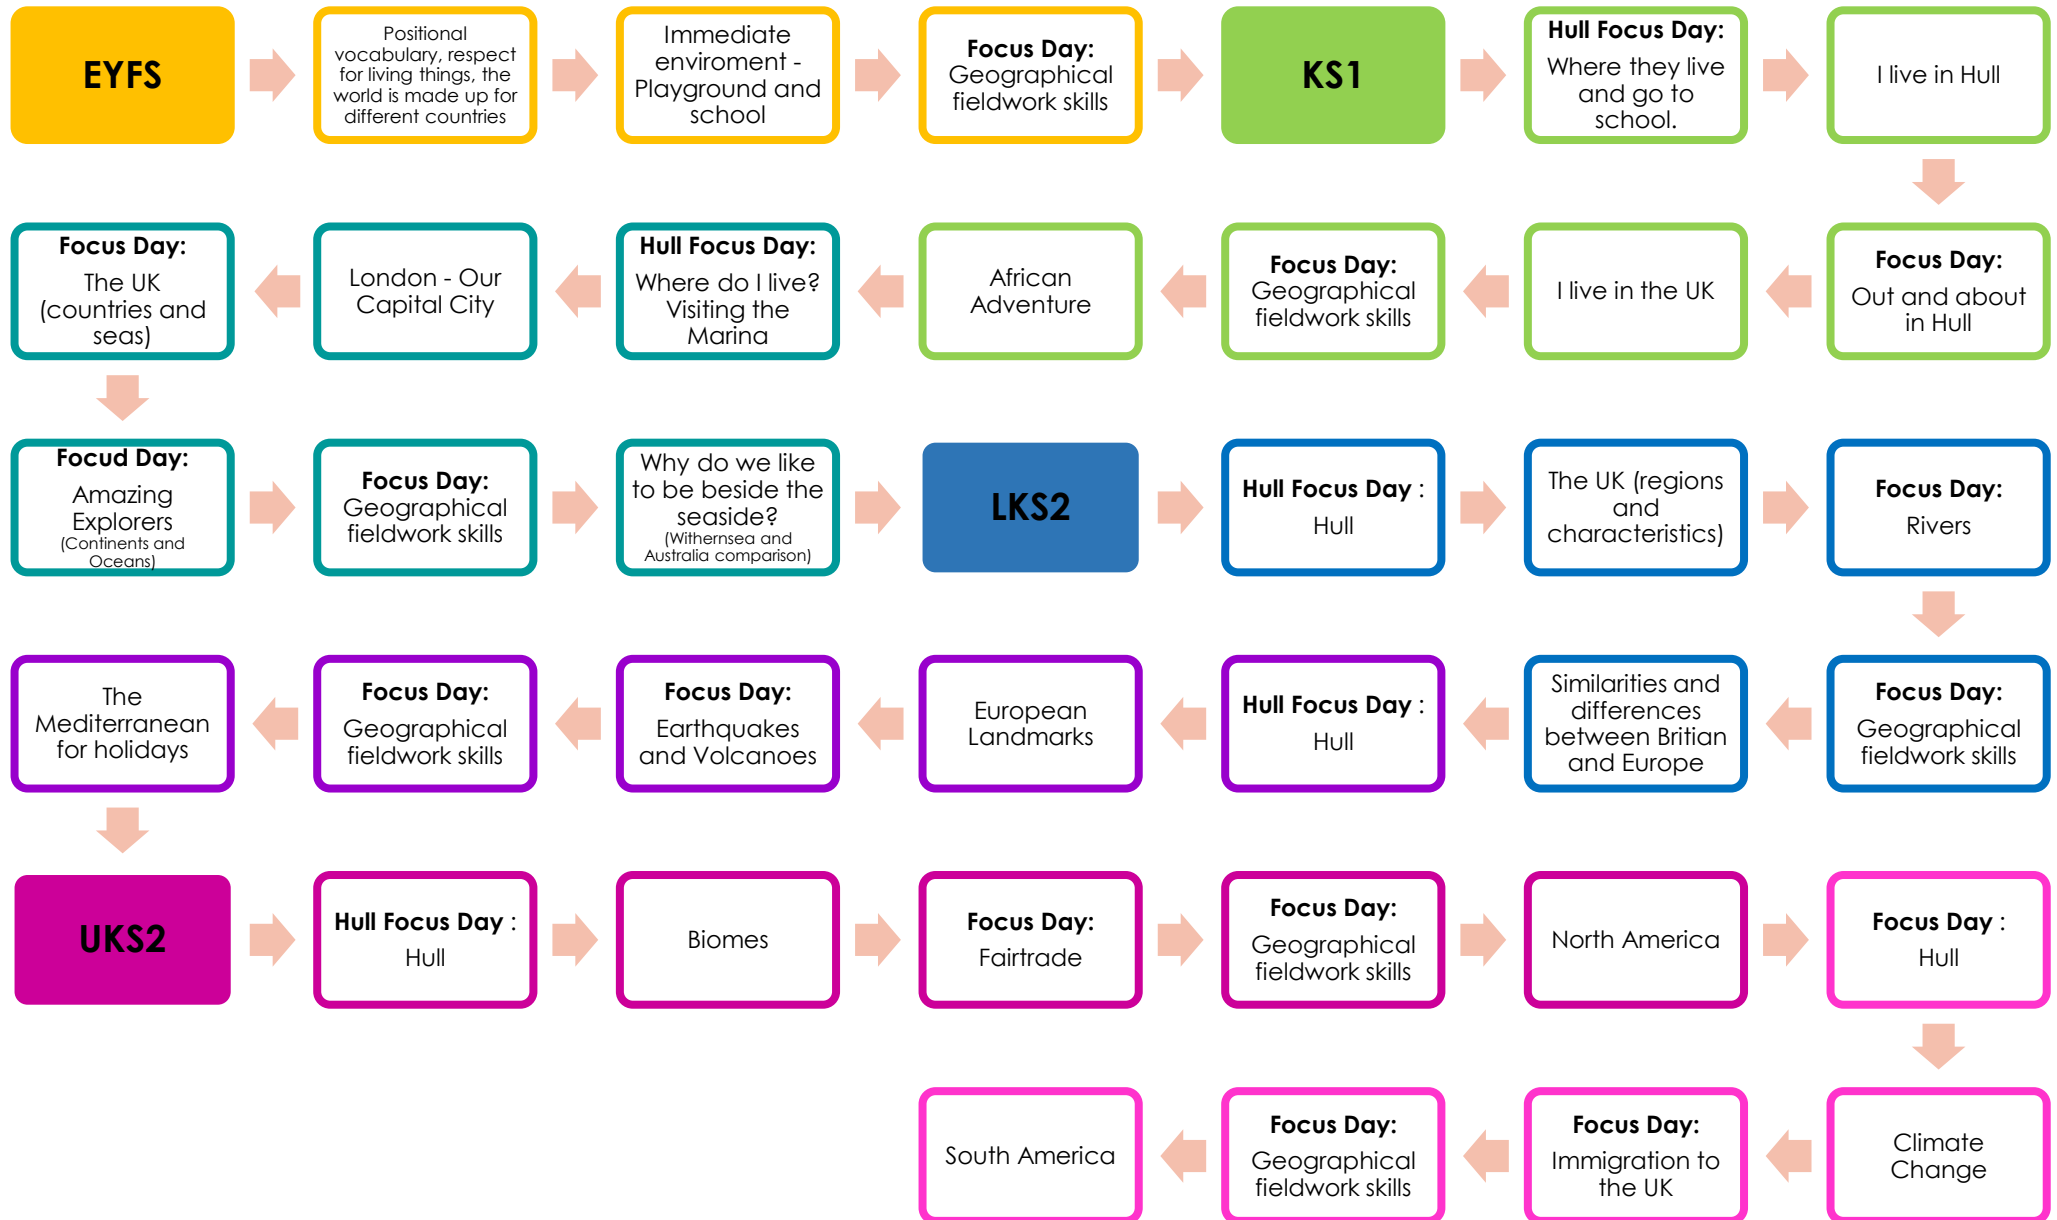 EYFS
Positional
vocabulary, respect
for living things, the
world is made up for
different countries
Immediate
enviroment -
Playground and
school
Focus Day:
Geographical
fieldwork skills
KS1
Hull Focus Day:
Where they live
and go to
school.
I live in Hull
Focus Day:
Out and about
in Hull
I live in the UK
Focus Day:
Geographical
fieldwork skills
African
Adventure
Hull Focus Day:
Where do I live?
Visiting the
Marina
London - Our
Capital City
Focus Day:
The UK
(countries and
seas)
Focud Day:
Amazing
Explorers
(Continents and
Oceans)
Focus Day:
Geographical
fieldwork skills
Why do we like
to be beside the
seaside?
(Withernsea and
Australia comparison)
LKS2
Hull Focus Day :
Hull
The UK (regions
and
characteristics)
Focus Day:
Rivers
Focus Day:
Geographical
fieldwork skills
Similarities and
differences
between Britian
and Europe
Hull Focus Day :
Hull
European
Landmarks
Focus Day:
Earthquakes
and Volcanoes
Focus Day:
Geographical
fieldwork skills
The
Mediterranean
for holidays
UKS2
Hull Focus Day :
Hull
Biomes
Focus Day:
Fairtrade
Focus Day:
Geographical
fieldwork skills
North America
Focus Day :
Hull
Climate
Change
Focus Day:
Immigration to
the UK
Focus Day:
Geographical
fieldwork skills
South America